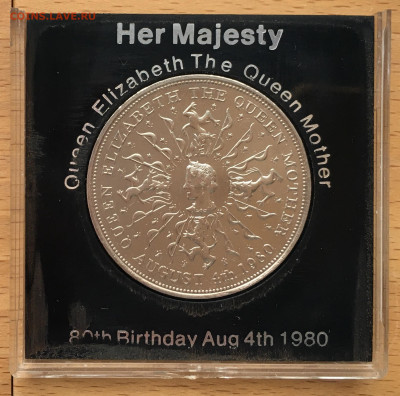 COINS.LAVE.RU
Her Majesty
Queen Elizabeth The Queen Mother
QUEEN ELIZABETH THE QUEEN MOTHER
AUGUST 4th 1980
80th Birthday Aug 4th 1980